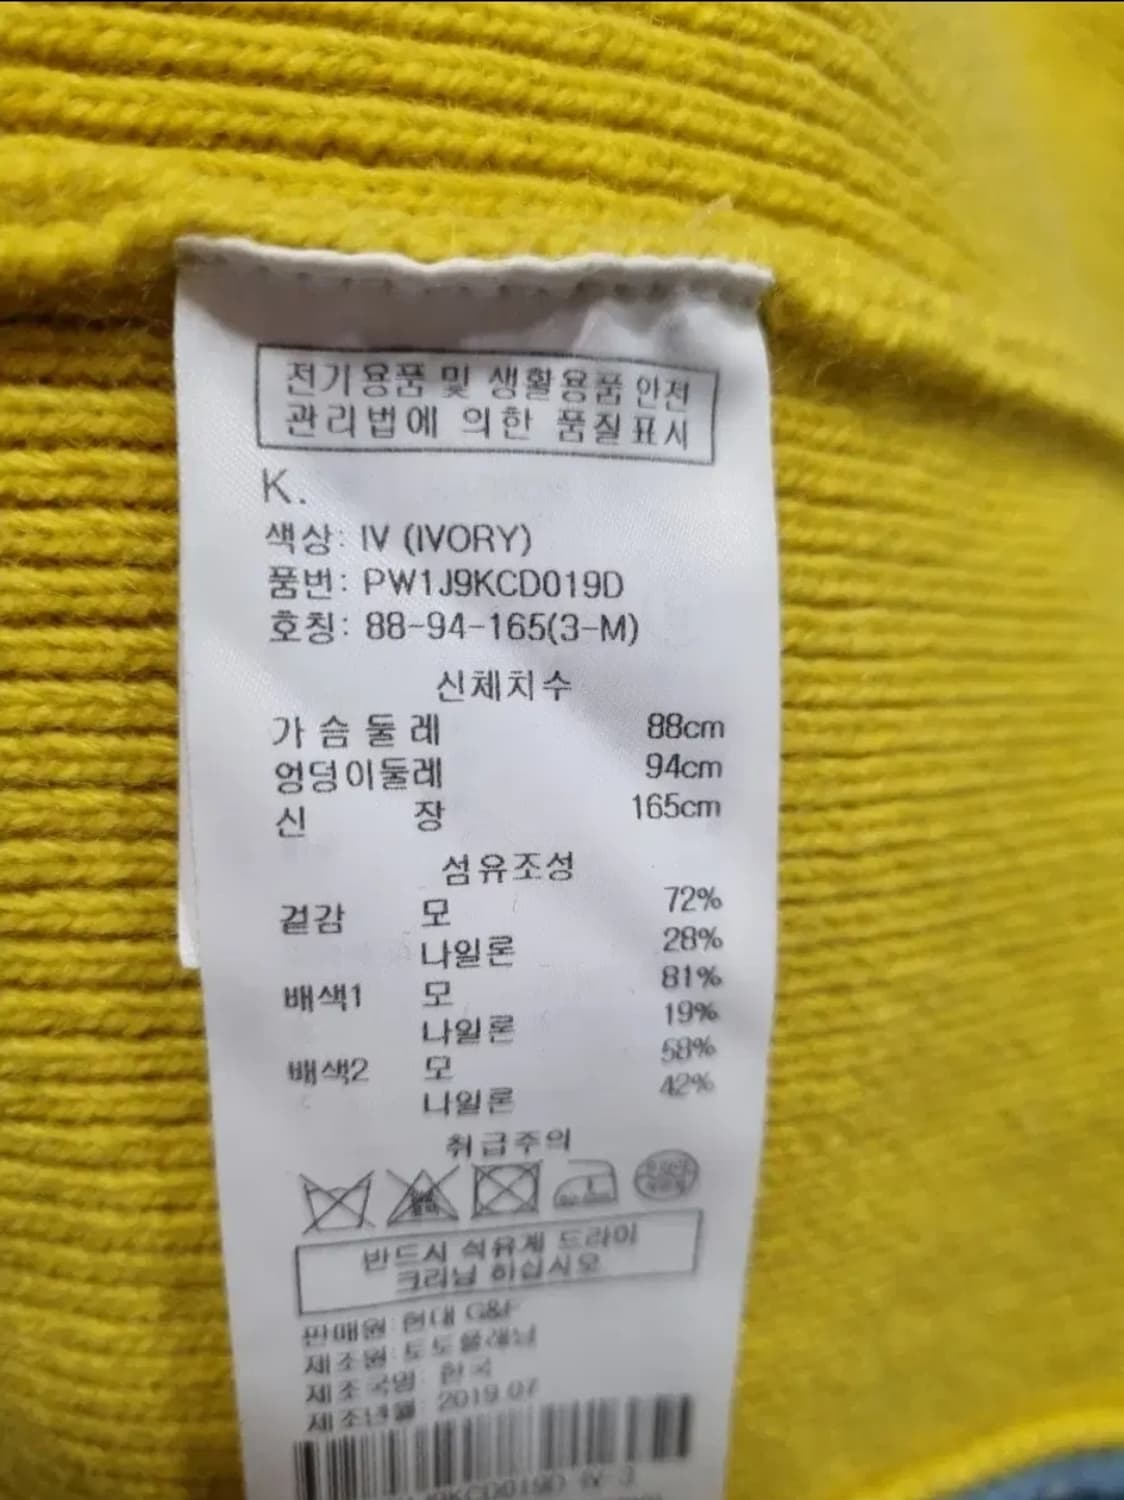 전기용품 및 생활용품 안전
관리법에 의한 품질표시
K.
색상: IV (IVORY)
품번: PW1J9KCD019D
호칭: 88-94-165(3-M)
신체치수
가슴둘레 88cm
엉덩이둘레 94cm
신 장 165cm
섬유조성
겉감 모 72%
나일론 28%
배색1 모 81%
나일론 19%
배색2 모 58%
나일론 42%
취급주의
반드시 석유계 드라이
크리닝 하십시오
판매원: 현대 G&F
제조원:
제조국명: 한국
제조년월: 2019.07